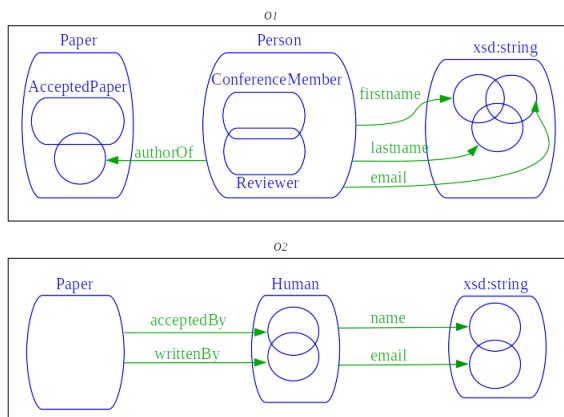 O1
Paper
Person
xsd:string
AcceptedPaper
ConferenceMember
firstname
authorOf
lastname
Reviewer
email
O2
Paper
Human
xsd:string
acceptedBy
name
writtenBy
email